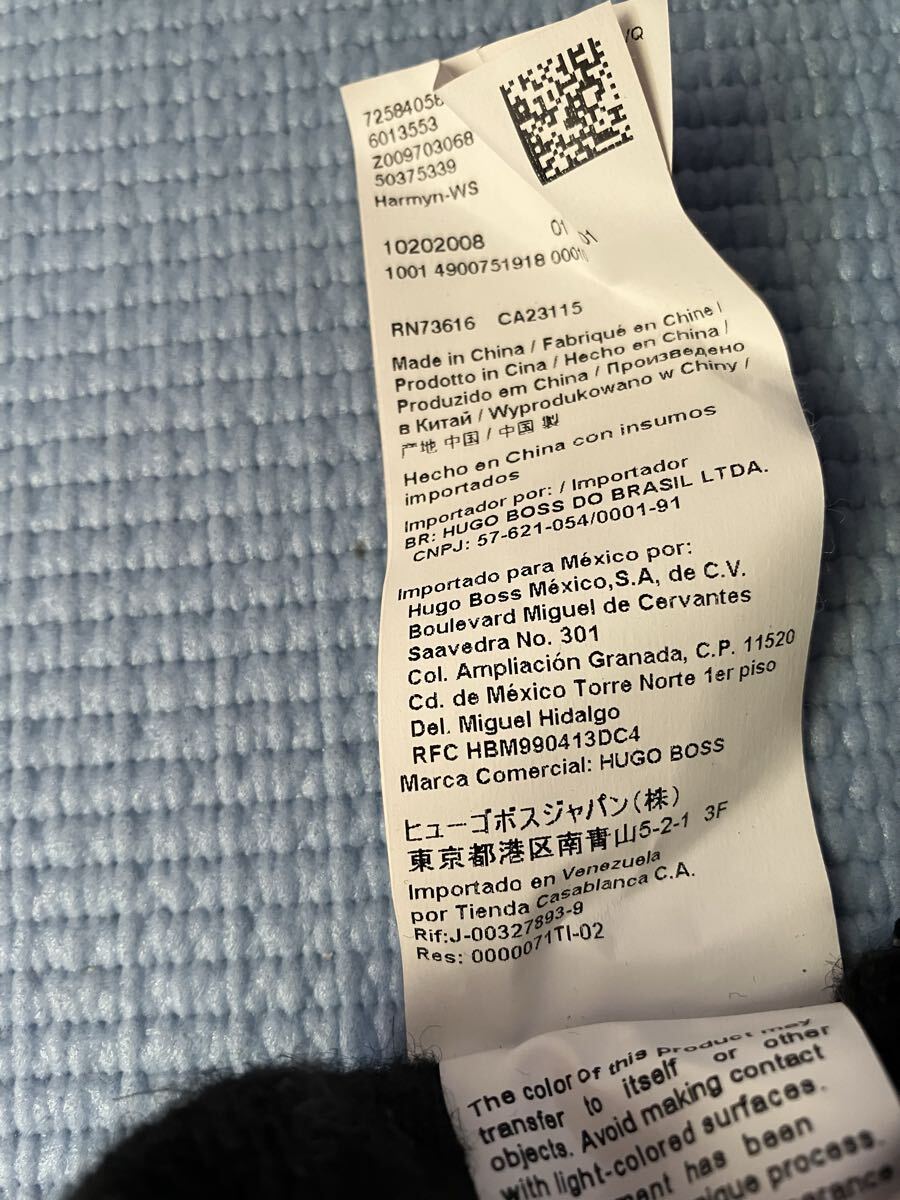 /Q
6013553
Z009703068
50375339
Harmyn-WS
10202008 01
01
1001 4900751918 0001
RN73616 CA23115
Made in China / Fabriqué en Chine /
Prodotto in Cina / Hecho en China /
Produzido em China / Произведено
в Китай / Wyprodukowano w Chiny /
产地 中国 / 中国 製
Hecho en China con insumos
importados
Importador por: / Importador
BR: HUGO BOSS DO BRASIL LTDA.
CNPJ: 57-621-054/0001-91
Importado para México por:
Hugo Boss México,S.A, de C.V.
Boulevard Miguel de Cervantes
Saavedra No. 301
Col. Ampliación Granada, C.P. 11520
Cd. de México Torre Norte 1er piso
Del. Miguel Hidalgo
RFC HBM990413DC4
Marca Comercial: HUGO BOSS
ヒューゴボスジャパン(株)
東京都港区南青山5-2-1 3F
Importado en Venezuela
por Tienda Casablanca C.A.
Rif:J-00327893-9
Res: 0000071TI-02
The color of this Product may
transfer to itself or other
objects. Avoid making contact
with light-colored surfaces.
has been
process.